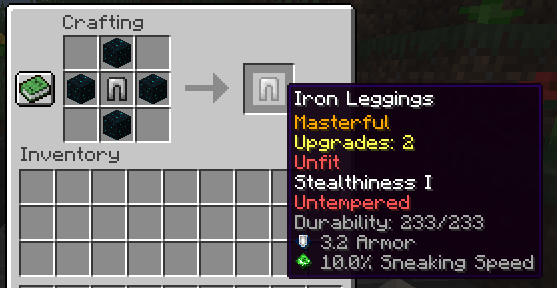 Crafting
Iron Leggings
Masterful
Upgrades: 2
Unfit
Stealthiness I
Untempered
Durability: 233/233
3.2 Armor
10.0% Sneaking Speed
Inventory